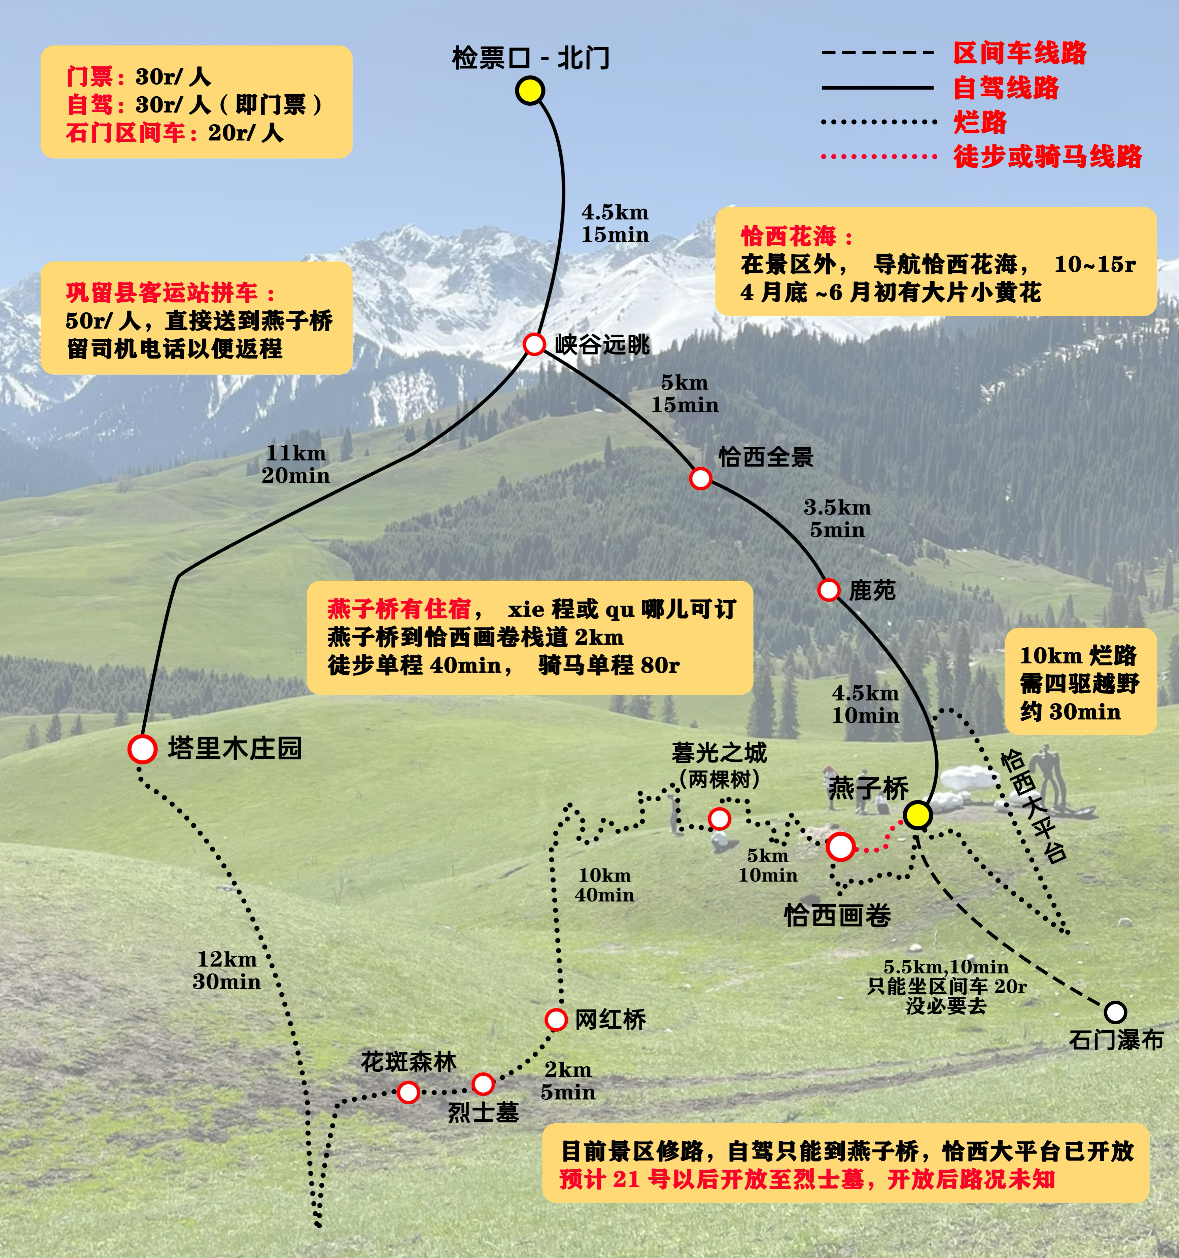 检票口 - 北门
门票：30r/ 人
自驾：30r/ 人（即门票）
石门区间车：20r/ 人
区间车线路
自驾线路
烂路
徒步或骑马线路
4.5km
15min
恰西花海：
在景区外， 导航恰西花海， 10~15r
4 月底 ~6 月初有大片小黄花
巩留县客运站拼车：
50r/ 人，直接送到燕子桥
留司机电话以便返程
峡谷远眺
5km
15min
11km
20min
恰西全景
3.5km
5min
鹿苑
燕子桥有住宿， xie 程或 qu 哪儿可订
燕子桥到恰西画卷栈道 2km
徒步单程 40min， 骑马单程 80r
10km 烂路
需四驱越野
约 30min
4.5km
10min
塔里木庄园
暮光之城
（两棵树）
燕子桥
恰西大平台
5km
10min
10km
40min
恰西画卷
12km
30min
5.5km,10min
只能坐区间车 20r
没必要去
网红桥
石门瀑布
花斑森林
2km
5min
烈士墓
目前景区修路，自驾只能到燕子桥，恰西大平台已开放
预计 21 号以后开放至烈士墓，开放后路况未知